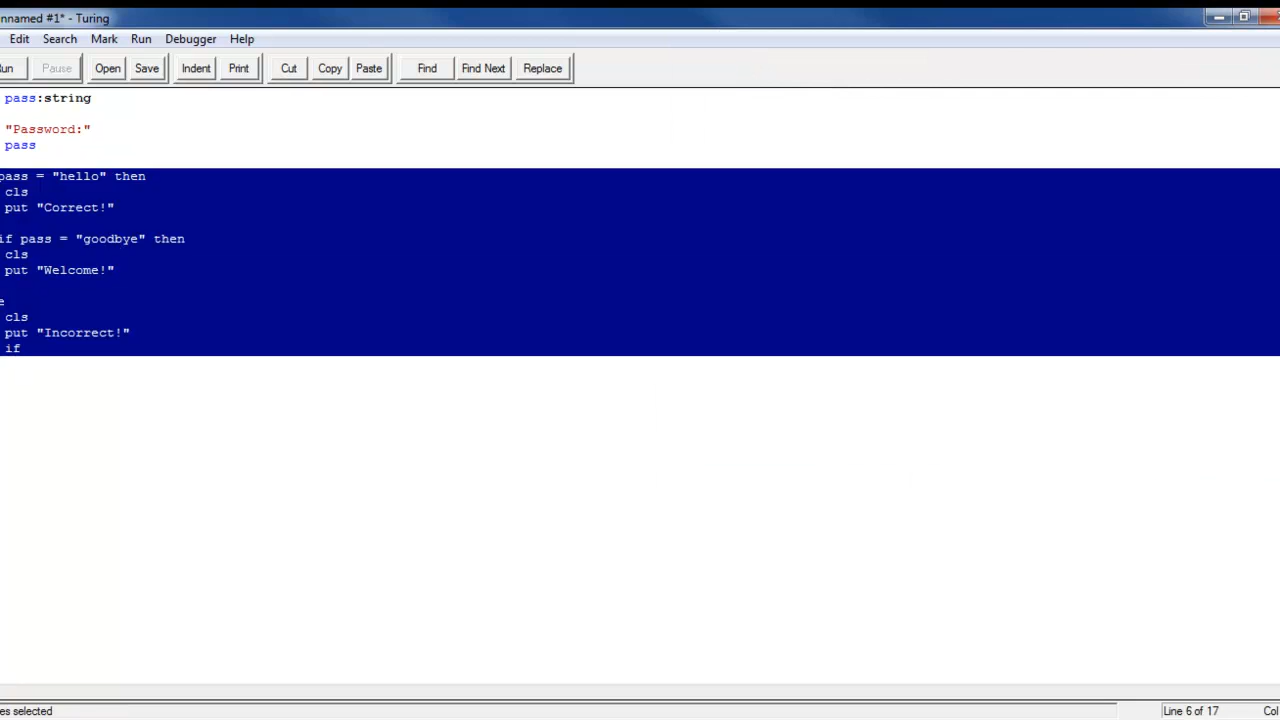 nnamed #1* - Turing
Edit Search Mark Run Debugger Help
un Pause Open Save Indent Print Cut Copy Paste Find Find Next Replace
pass:string
"Password:"
pass
pass = "hello" then
cls
put "Correct!"
if pass = "goodbye" then
cls
put "Welcome!"
e
cls
put "Incorrect!"
if
es selected Line 6 of 17 Col